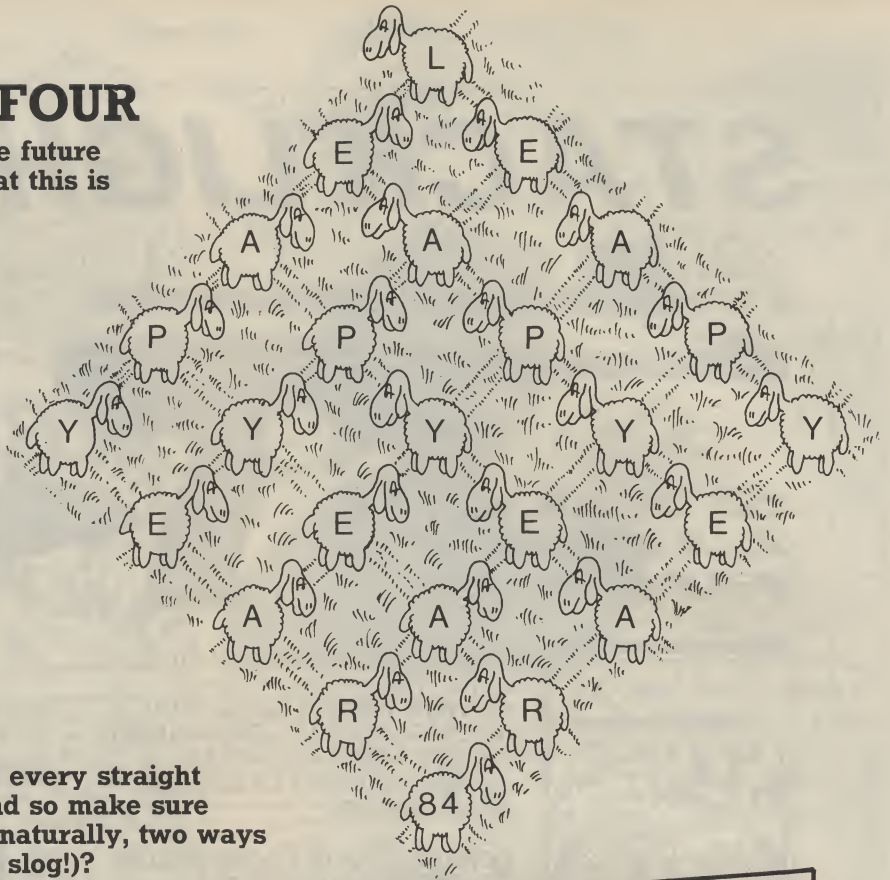 FOUR
e future
at this is
L
E E
A A A
P P P P
Y Y Y Y Y
E E E E
A A A
R R
84
every straight
d so make sure
naturally, two ways
slog!)?